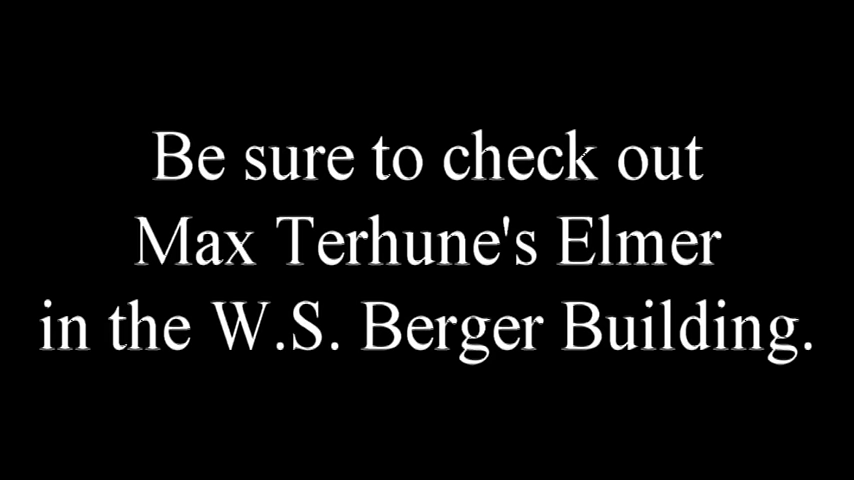 Be sure to check out
Max Terhune's Elmer
in the W.S. Berger Building.